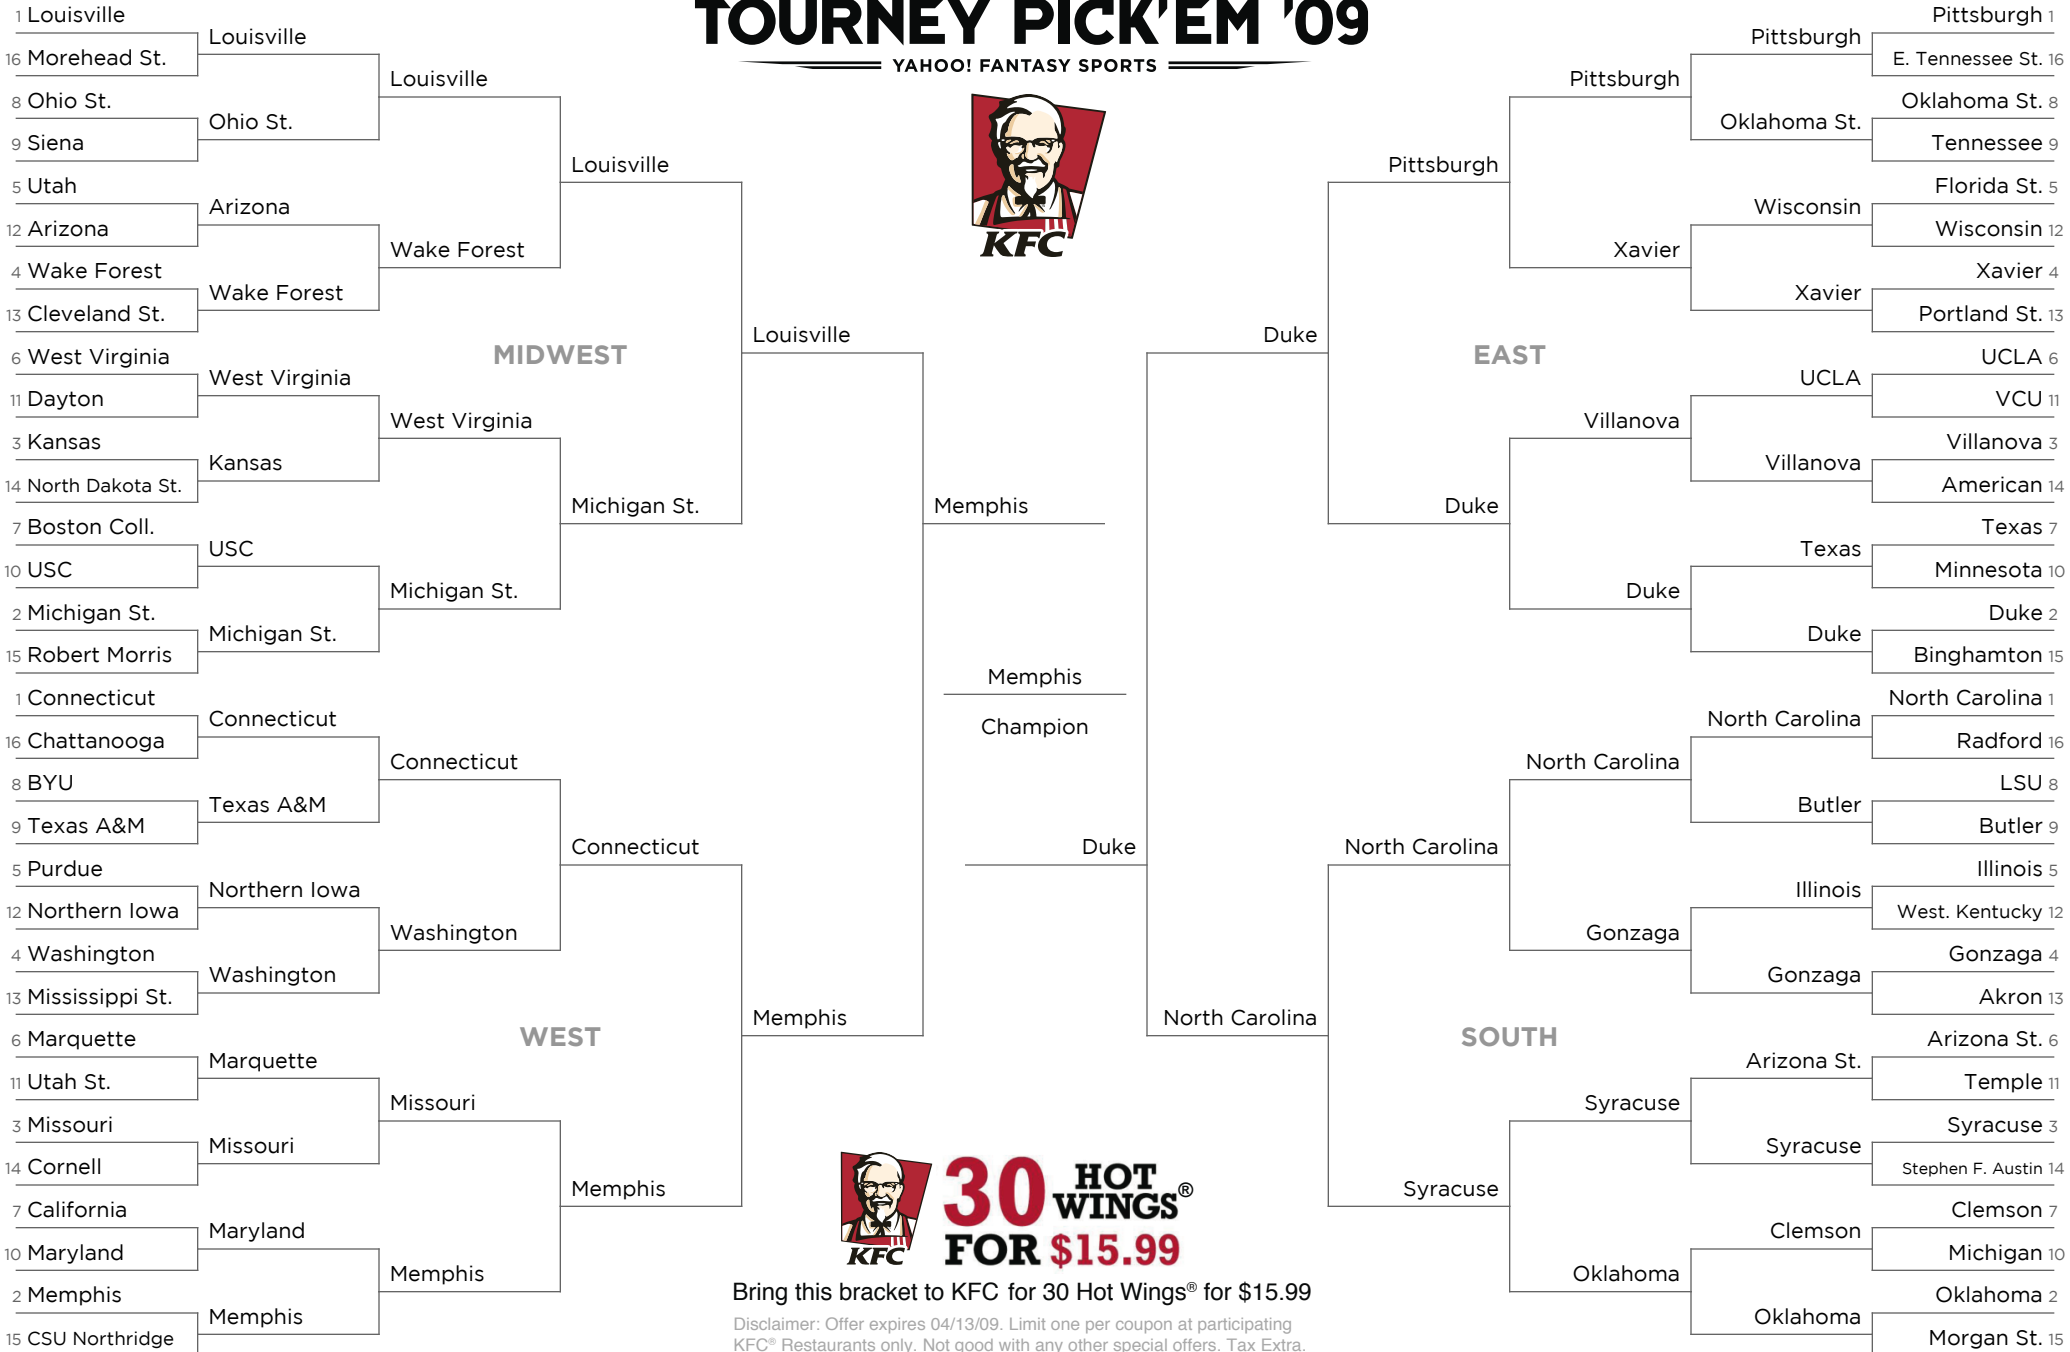 TOURNEY PICK'EM '09
YAHOO! FANTASY SPORTS
KFC
1 Louisville
16 Morehead St.
8 Ohio St.
9 Siena
5 Utah
12 Arizona
4 Wake Forest
13 Cleveland St.
6 West Virginia
11 Dayton
3 Kansas
14 North Dakota St.
7 Boston Coll.
10 USC
2 Michigan St.
15 Robert Morris
1 Connecticut
16 Chattanooga
8 BYU
9 Texas A&M
5 Purdue
12 Northern Iowa
4 Washington
13 Mississippi St.
6 Marquette
11 Utah St.
3 Missouri
14 Cornell
7 California
10 Maryland
2 Memphis
15 CSU Northridge
Louisville
Ohio St.
Arizona
Wake Forest
West Virginia
Kansas
USC
Michigan St.
Connecticut
Texas A&M
Northern Iowa
Washington
Marquette
Missouri
Maryland
Memphis
Louisville
Wake Forest
West Virginia
Michigan St.
Connecticut
Washington
Missouri
Memphis
MIDWEST
WEST
Louisville
Michigan St.
Connecticut
Memphis
Louisville
Memphis
Memphis
Memphis
Champion
Duke
Duke
North Carolina
Pittsburgh
Duke
North Carolina
Syracuse
EAST
SOUTH
Pittsburgh
Xavier
Villanova
Duke
North Carolina
Gonzaga
Syracuse
Oklahoma
Pittsburgh
Oklahoma St.
Wisconsin
Xavier
UCLA
Villanova
Texas
Duke
North Carolina
Butler
Illinois
Gonzaga
Arizona St.
Syracuse
Clemson
Oklahoma
Pittsburgh 1
E. Tennessee St. 16
Oklahoma St. 8
Tennessee 9
Florida St. 5
Wisconsin 12
Xavier 4
Portland St. 13
UCLA 6
VCU 11
Villanova 3
American 14
Texas 7
Minnesota 10
Duke 2
Binghamton 15
North Carolina 1
Radford 16
LSU 8
Butler 9
Illinois 5
West. Kentucky 12
Gonzaga 4
Akron 13
Arizona St. 6
Temple 11
Syracuse 3
Stephen F. Austin 14
Clemson 7
Michigan 10
Oklahoma 2
Morgan St. 15
KFC
30 HOT WINGS®
FOR $15.99
Bring this bracket to KFC for 30 Hot Wings® for $15.99
Disclaimer: Offer expires 04/13/09. Limit one per coupon at participating
KFC® Restaurants only. Not good with any other special offers. Tax Extra.